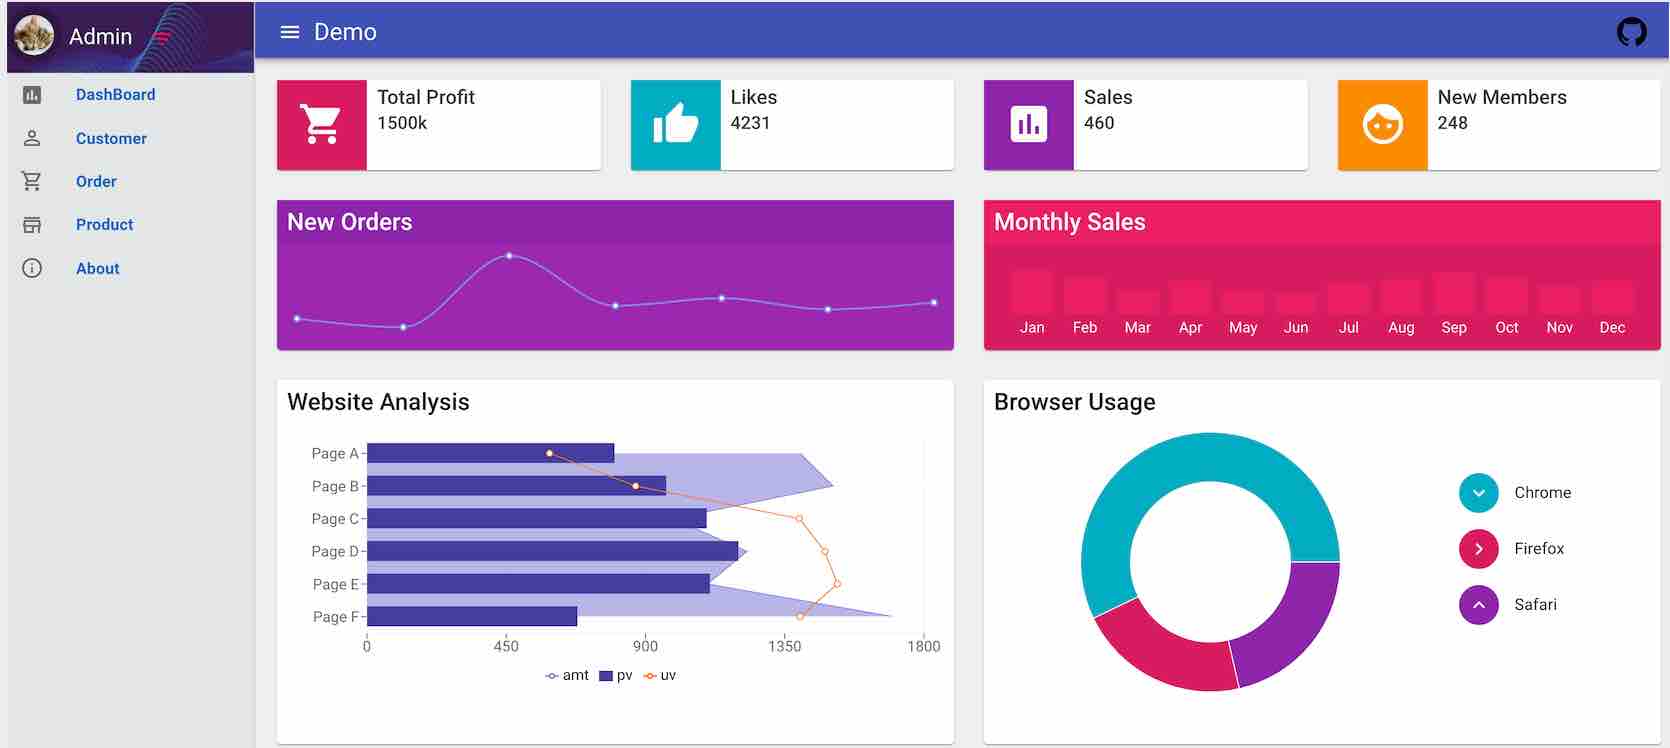 Admin
Demo
DashBoard
Customer
Order
Product
About
Total Profit
1500k
Likes
4231
Sales
460
New Members
248
New Orders
Monthly Sales
Jan Feb Mar Apr May Jun Jul Aug Sep Oct Nov Dec
Website Analysis
Page A
Page B
Page C
Page D
Page E
Page F
0 450 900 1350 1800
amt pv uv
Browser Usage
Chrome
Firefox
Safari